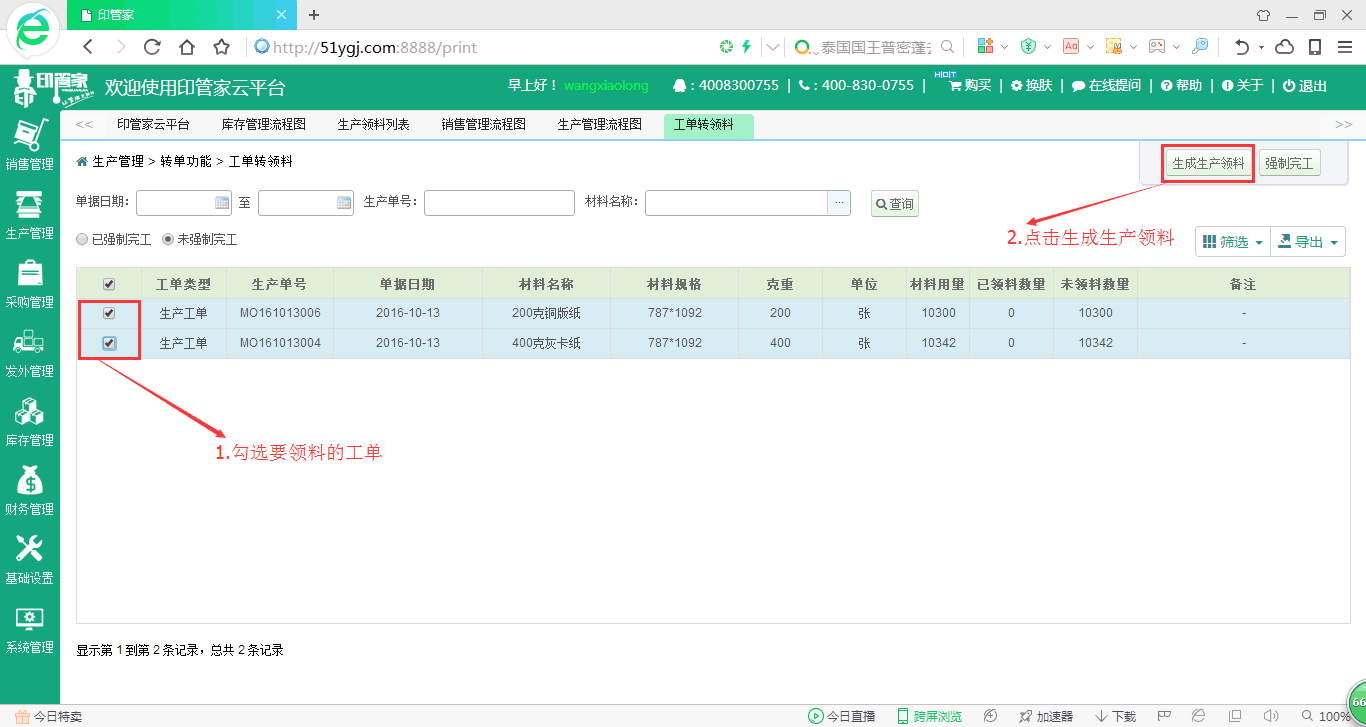 印管家
http://51ygj.com:8888/print
泰国国王普密蓬
印管家
欢迎使用印管家云平台
早上好！ wangxiaolong
: 4008300755 | : 400-830-0755 | HOT 购买 | 换肤 | 在线提问 | 帮助 | 关于 | 退出
<< 印管家云平台 库存管理流程图 生产领料列表 销售管理流程图 生产管理流程图 工单转领料 >>
销售管理
生产管理
采购管理
发外管理
库存管理
财务管理
基础设置
系统管理
生产管理 > 转单功能 > 工单转领料
生成生产领料 强制完工
单据日期: 至 生产单号: 材料名称: ... 查询
2.点击生成生产领料
已强制完工 未强制完工
筛选 导出
工单类型 生产单号 单据日期 材料名称 材料规格 克重 单位 材料用量 已领料数量 未领料数量 备注
生产工单 MO161013006 2016-10-13 200克铜版纸 787*1092 200 张 10300 0 10300 -
生产工单 MO161013004 2016-10-13 400克灰卡纸 787*1092 400 张 10342 0 10342 -
1.勾选要领料的工单
显示第 1 到第 2 条记录，总共 2 条记录
66
今日特卖 今日直播 跨屏浏览 加速器 下载 100%